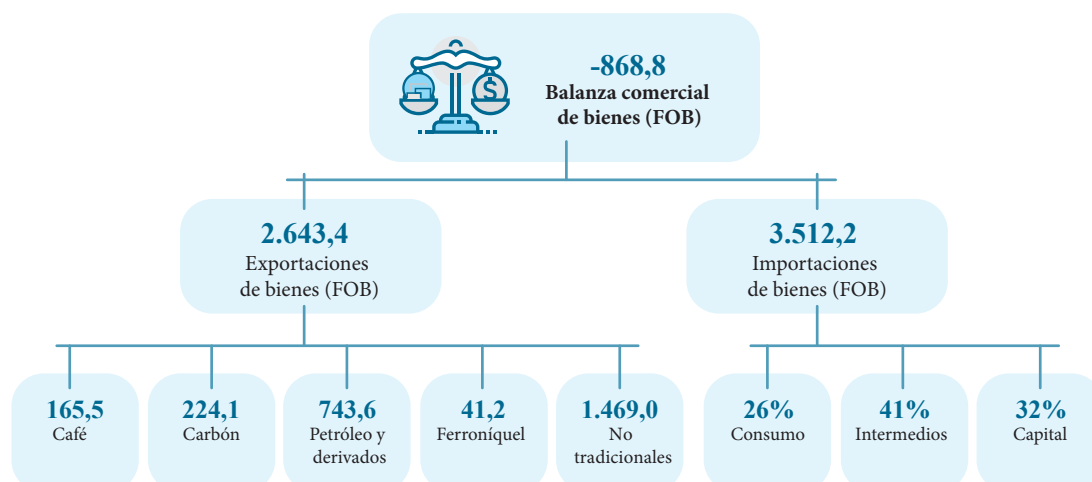 -868,8
Balanza comercial
de bienes (FOB)
$
2.643,4
Exportaciones
de bienes (FOB)
3.512,2
Importaciones
de bienes (FOB)
165,5
Café
224,1
Carbón
743,6
Petróleo y
derivados
41,2
Ferroníquel
1.469,0
No
tradicionales
26%
Consumo
41%
Intermedios
32%
Capital